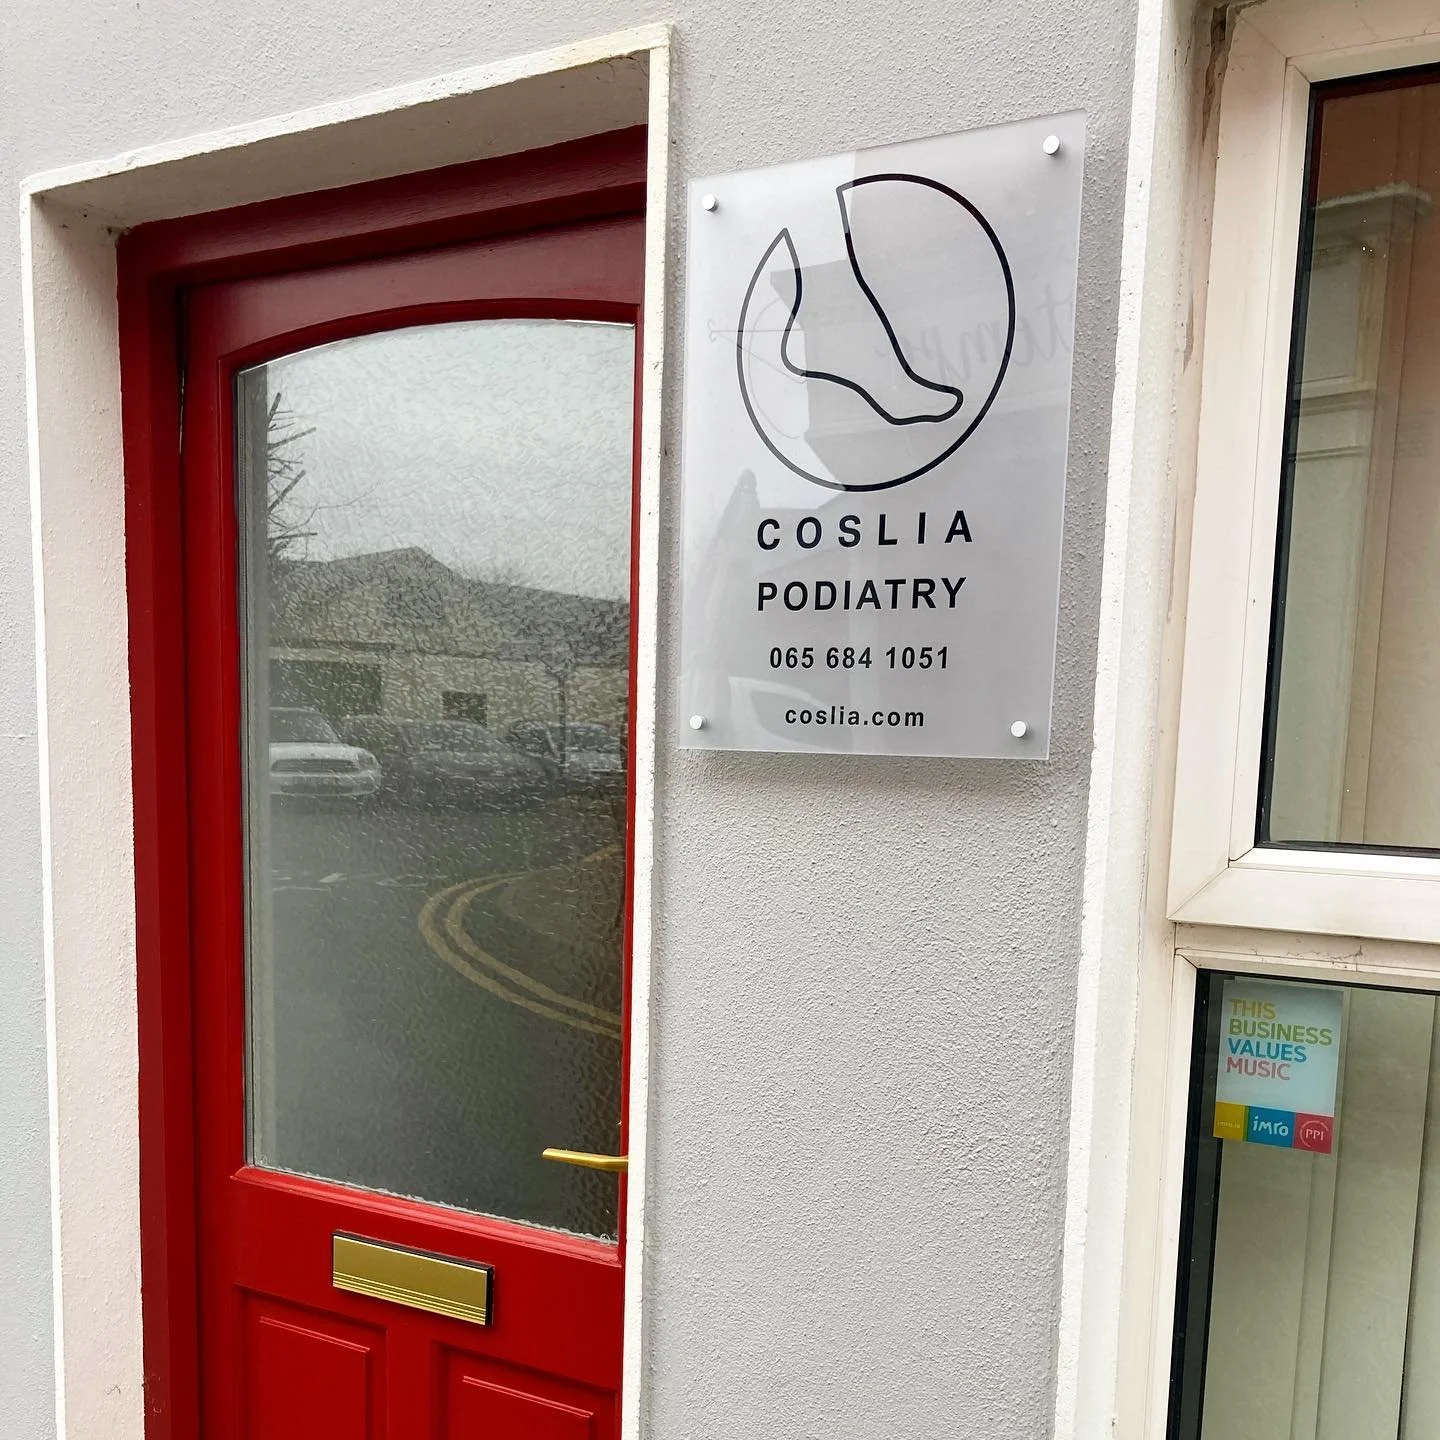 COSLIA
PODIATRY
065 684 1051
coslia.com
THIS
BUSINESS
VALUES
MUSIC
imro
PPI